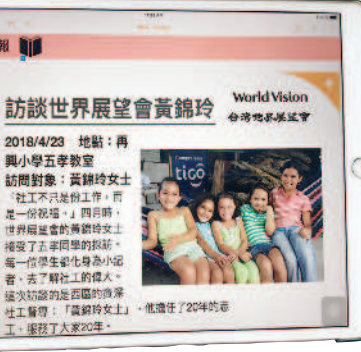 報
訪談世界展望會黃錦玲
World Vision
台灣世界展望會
2018/4/23 地點：再
興小學五孝教室
訪問對象：黃錦玲女士
「社工不只是份工作，而
是一份祝福。」四月時，
世界展望會的黃錦玲女士
接受了五孝同學的採訪。
每一位學生都化身為小記
者，去了解社工的偉大。
這次訪談的是西區的資深
社工督導：「黃錦玲女士」，他擔任了20年的志
工，服務了大家20年。
tigo